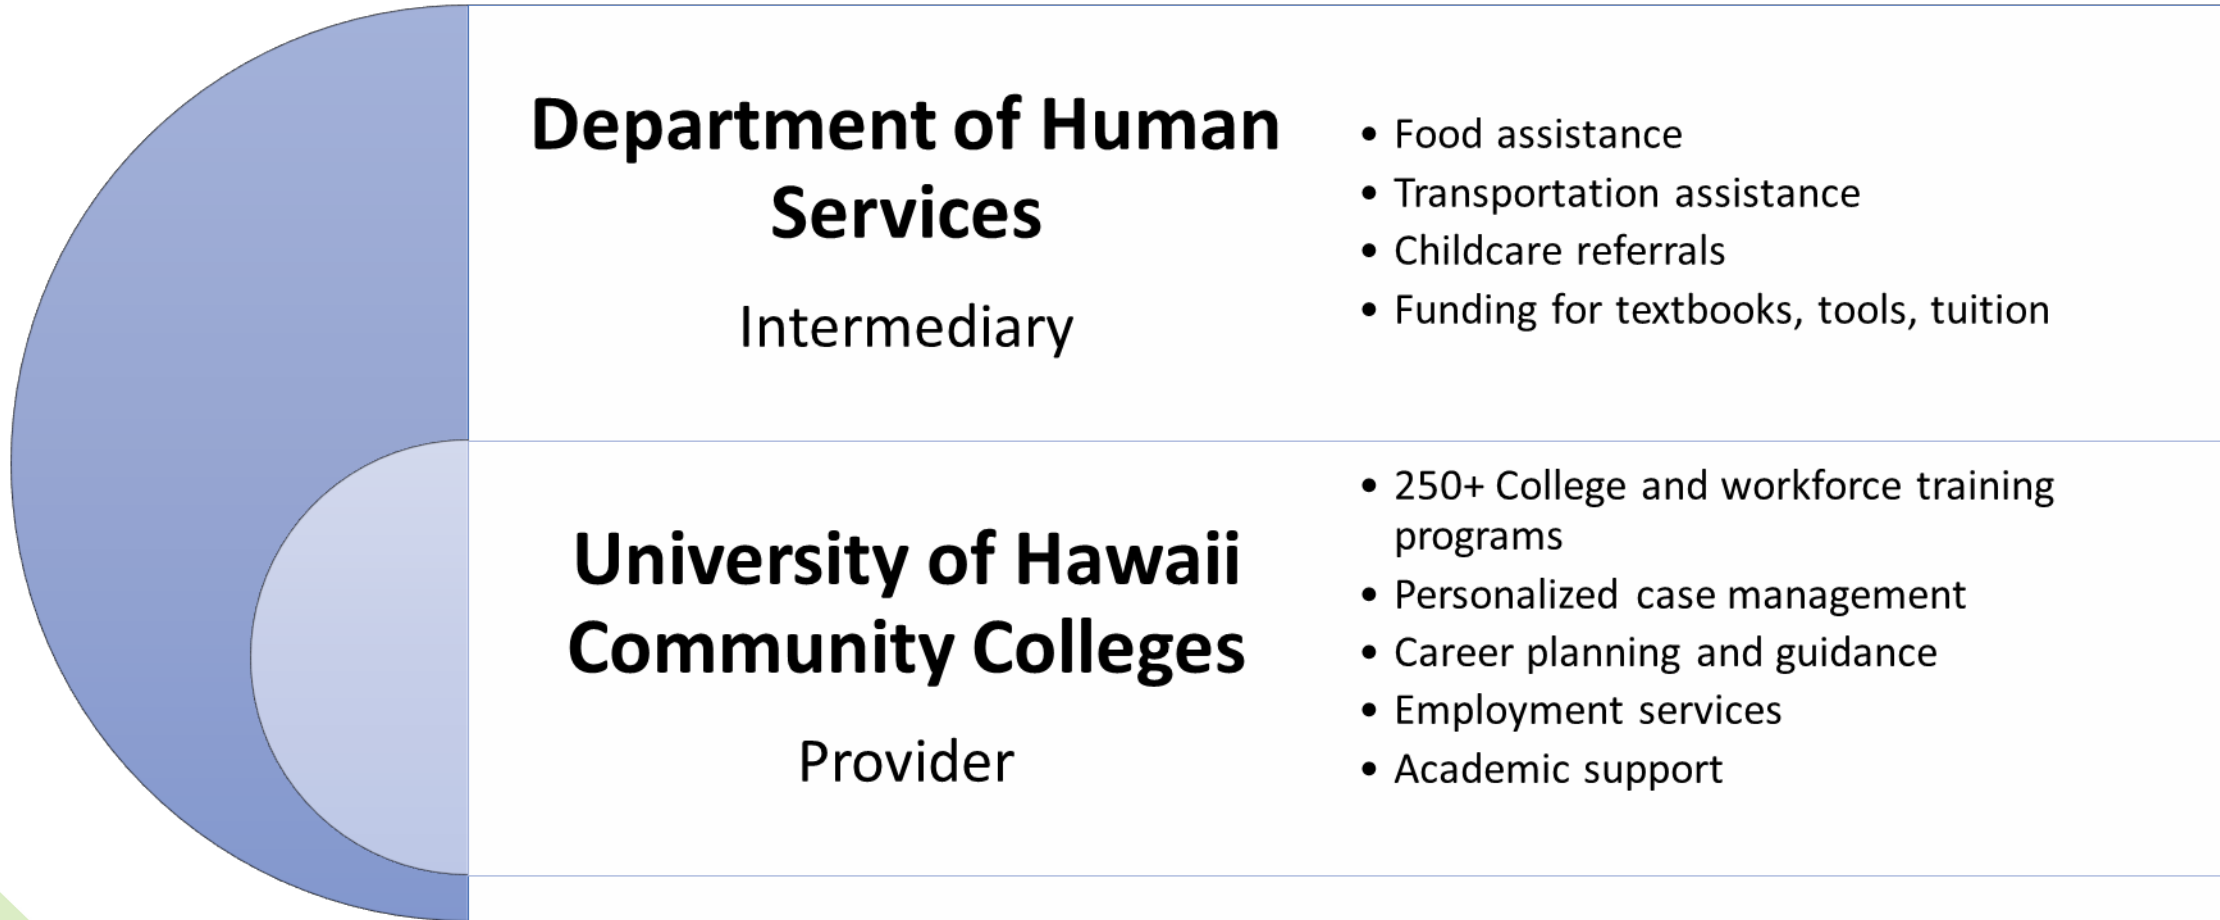 Department of Human
Services
Intermediary
• Food assistance
• Transportation assistance
• Childcare referrals
• Funding for textbooks, tools, tuition
University of Hawaii
Community Colleges
Provider
• 250+ College and workforce training
programs
• Personalized case management
• Career planning and guidance
• Employment services
• Academic support